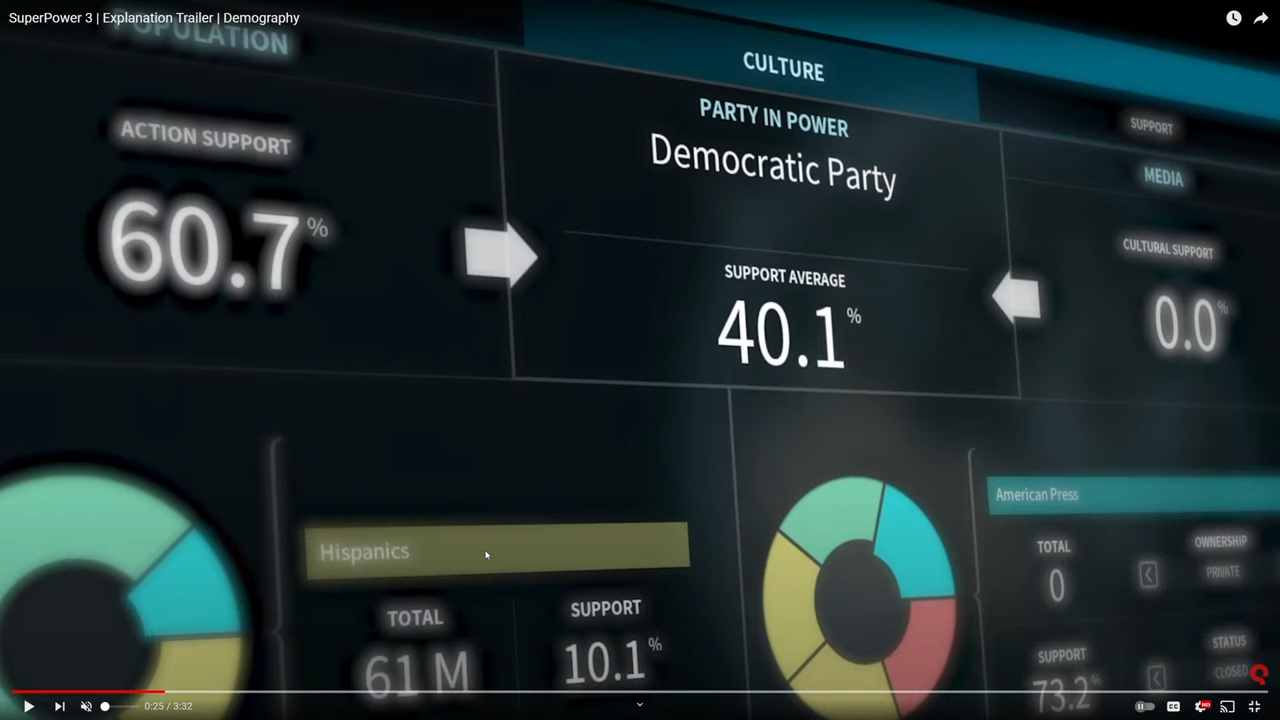 SuperPower 3 | Explanation Trailer | Demography
POPULATION
CULTURE
SUPPORT
ACTION SUPPORT
60.7%
PARTY IN POWER
Democratic Party
SUPPORT AVERAGE
40.1%
MEDIA
CULTURAL SUPPORT
0.0%
Hispanics
TOTAL
61 M
SUPPORT
10.1%
American Press
TOTAL
0
OWNERSHIP
PRIVATE
SUPPORT
73.2%
STATUS
CLOSED
0:25 / 3:32
CC
HD